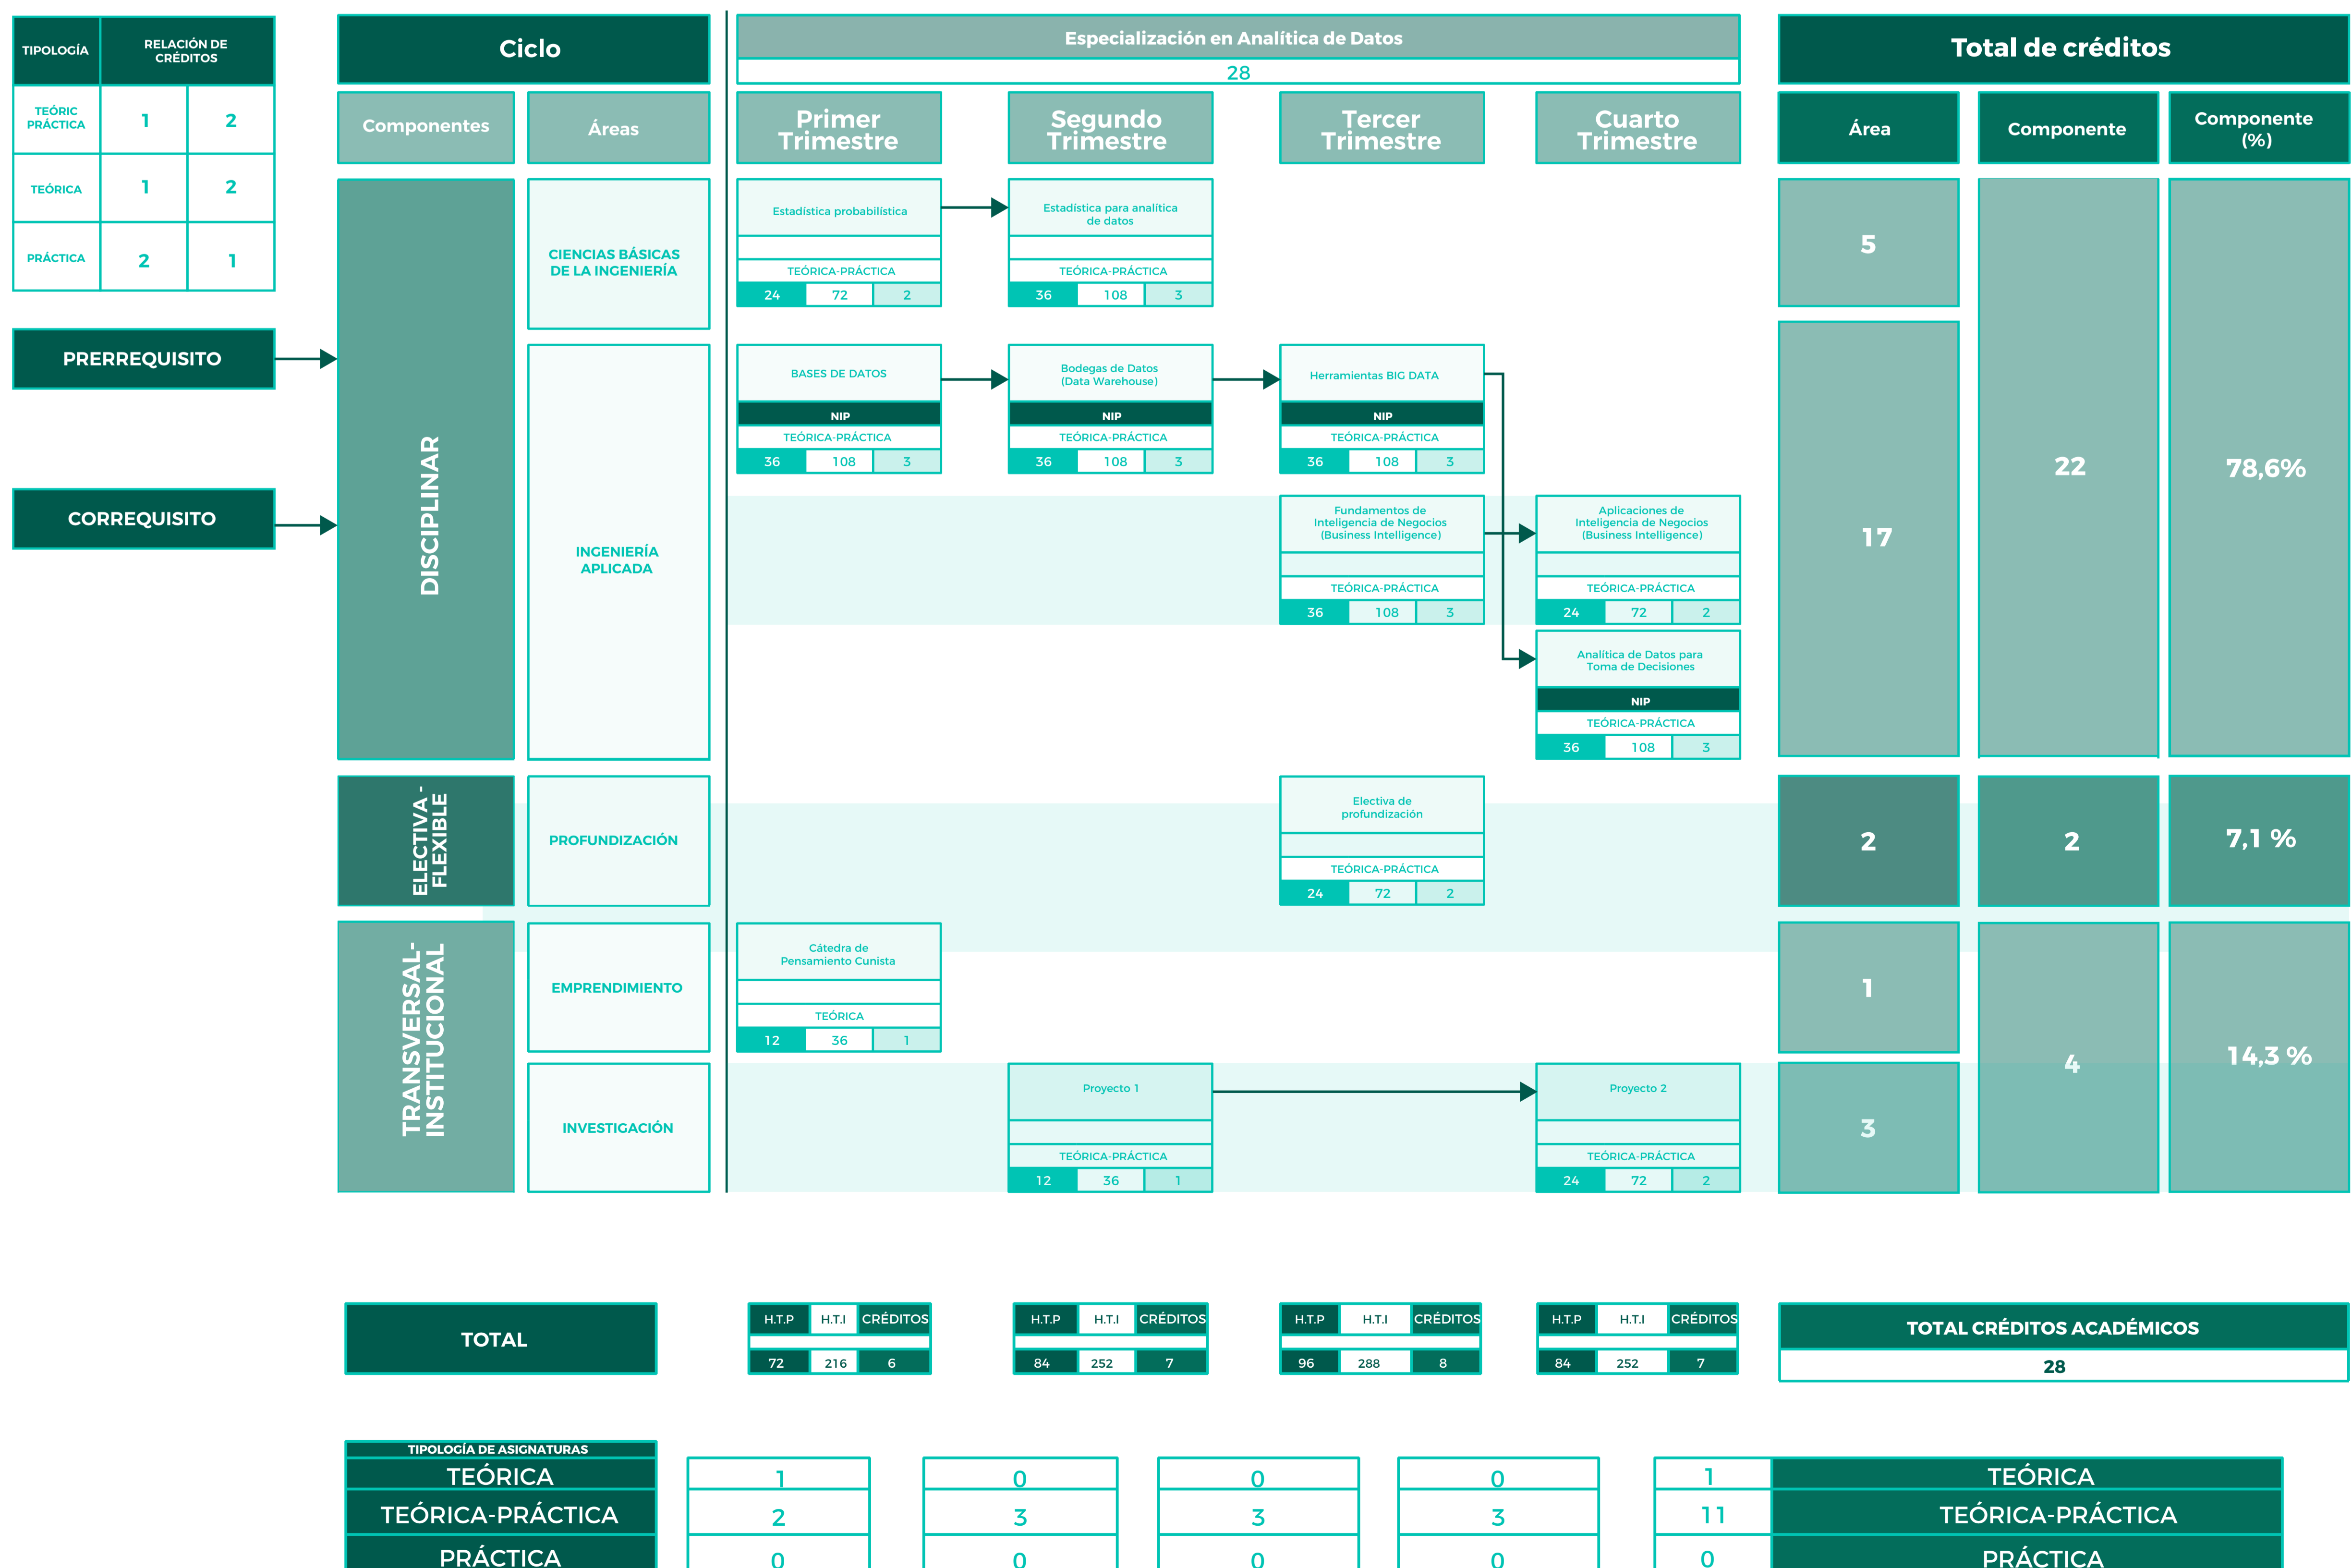 TIPOLOGÍA
RELACIÓN DE
CRÉDITOS
TEÓRIC
PRÁCTICA
1
2
TEÓRICA
1
2
PRÁCTICA
2
1
PRERREQUISITO
CORREQUISITO
Ciclo
Especialización en Analítica de Datos
28
Total de créditos
Componentes
Áreas
Primer
Trimestre
Segundo
Trimestre
Tercer
Trimestre
Cuarto
Trimestre
Área
Componente
Componente
(%)
DISCIPLINAR
CIENCIAS BÁSICAS
DE LA INGENIERÍA
Estadística probabilística
TEÓRICA-PRÁCTICA
24 72 2
Estadística para analítica
de datos
TEÓRICA-PRÁCTICA
36 108 3
5
22
78,6%
INGENIERÍA
APLICADA
BASES DE DATOS
NIP
TEÓRICA-PRÁCTICA
36 108 3
Bodegas de Datos
(Data Warehouse)
NIP
TEÓRICA-PRÁCTICA
36 108 3
Herramientas BIG DATA
NIP
TEÓRICA-PRÁCTICA
36 108 3
Fundamentos de
Inteligencia de Negocios
(Business Intelligence)
TEÓRICA-PRÁCTICA
36 108 3
Aplicaciones de
Inteligencia de Negocios
(Business Intelligence)
TEÓRICA-PRÁCTICA
24 72 2
Analítica de Datos para
Toma de Decisiones
NIP
TEÓRICA-PRÁCTICA
36 108 3
17
ELECTIVA -
FLEXIBLE
PROFUNDIZACIÓN
Electiva de
profundización
TEÓRICA-PRÁCTICA
24 72 2
2
2
7,1 %
TRANSVERSAL-
INSTITUCIONAL
EMPRENDIMIENTO
Cátedra de
Pensamiento Cunista
TEÓRICA
12 36 1
1
4
14,3 %
INVESTIGACIÓN
Proyecto 1
TEÓRICA-PRÁCTICA
12 36 1
Proyecto 2
TEÓRICA-PRÁCTICA
24 72 2
3
TOTAL
H.T.P H.T.I CRÉDITOS
72 216 6
H.T.P H.T.I CRÉDITOS
84 252 7
H.T.P H.T.I CRÉDITOS
96 288 8
H.T.P H.T.I CRÉDITOS
84 252 7
TOTAL CRÉDITOS ACADÉMICOS
28
TIPOLOGÍA DE ASIGNATURAS
TEÓRICA 1 0 0 0 1 TEÓRICA
TEÓRICA-PRÁCTICA 2 3 3 3 11 TEÓRICA-PRÁCTICA
PRÁCTICA 0 0 0 0 0 PRÁCTICA